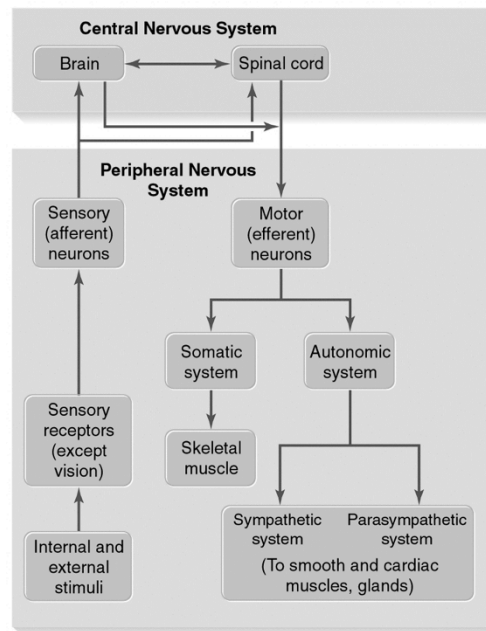 Central Nervous System
Brain
Spinal cord
Peripheral Nervous
System
Sensory
(afferent)
neurons
Motor
(efferent)
neurons
Somatic
system
Autonomic
system
Sensory
receptors
(except
vision)
Skeletal
muscle
Internal and
external
stimuli
Sympathetic
system
Parasympathetic
system
(To smooth and cardiac
muscles, glands)